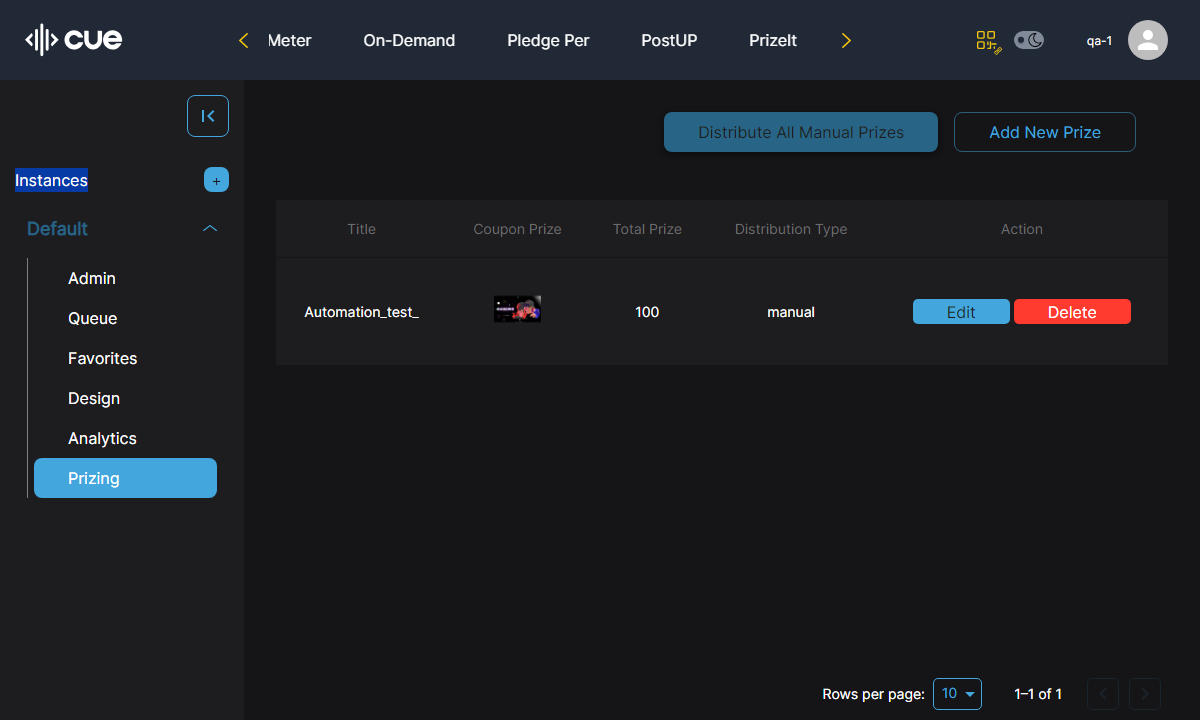 cue
Meter On-Demand Pledge Per PostUP PrizeIt
qa-1
Distribute All Manual Prizes Add New Prize
Instances +
Default
Admin
Queue
Favorites
Design
Analytics
Prizing
Title Coupon Prize Total Prize Distribution Type Action
Automation_test_ 100 manual Edit Delete
Rows per page: 10 1–1 of 1